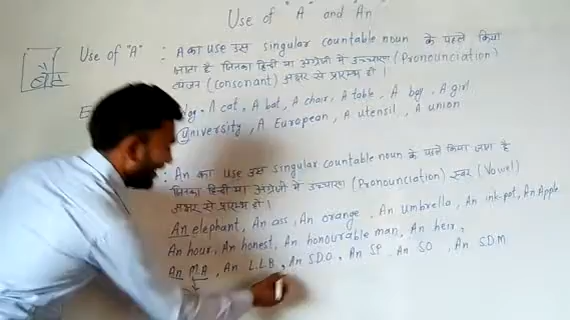 Use of "A" and An
Use of "A" : A का use उस singular countable noun के पहले किया
जाता है जिनका हिन्दी या अंग्रेजी में उच्चारण (Pronounciation)
व्यंजन (consonant) अक्षर से प्रारम्भ हो।
A cat, A bat, A chair, A table, A boy, A girl,
University, A European, A utensil, A union
: An का use उस singular countable noun के पहले किया जाता है
जिनका हिन्दी या अंग्रेजी में उच्चारण (Pronounciation) स्वर (Vowel)
अक्षर से प्रारम्भ हो।
An elephant, An ass, An orange, An umbrella, An ink-pot, An Apple
An hour, An honest, An honourable man, An heir,
An M.A, An L.L.B, An S.D.O, An SP, An SO, An S.D.M